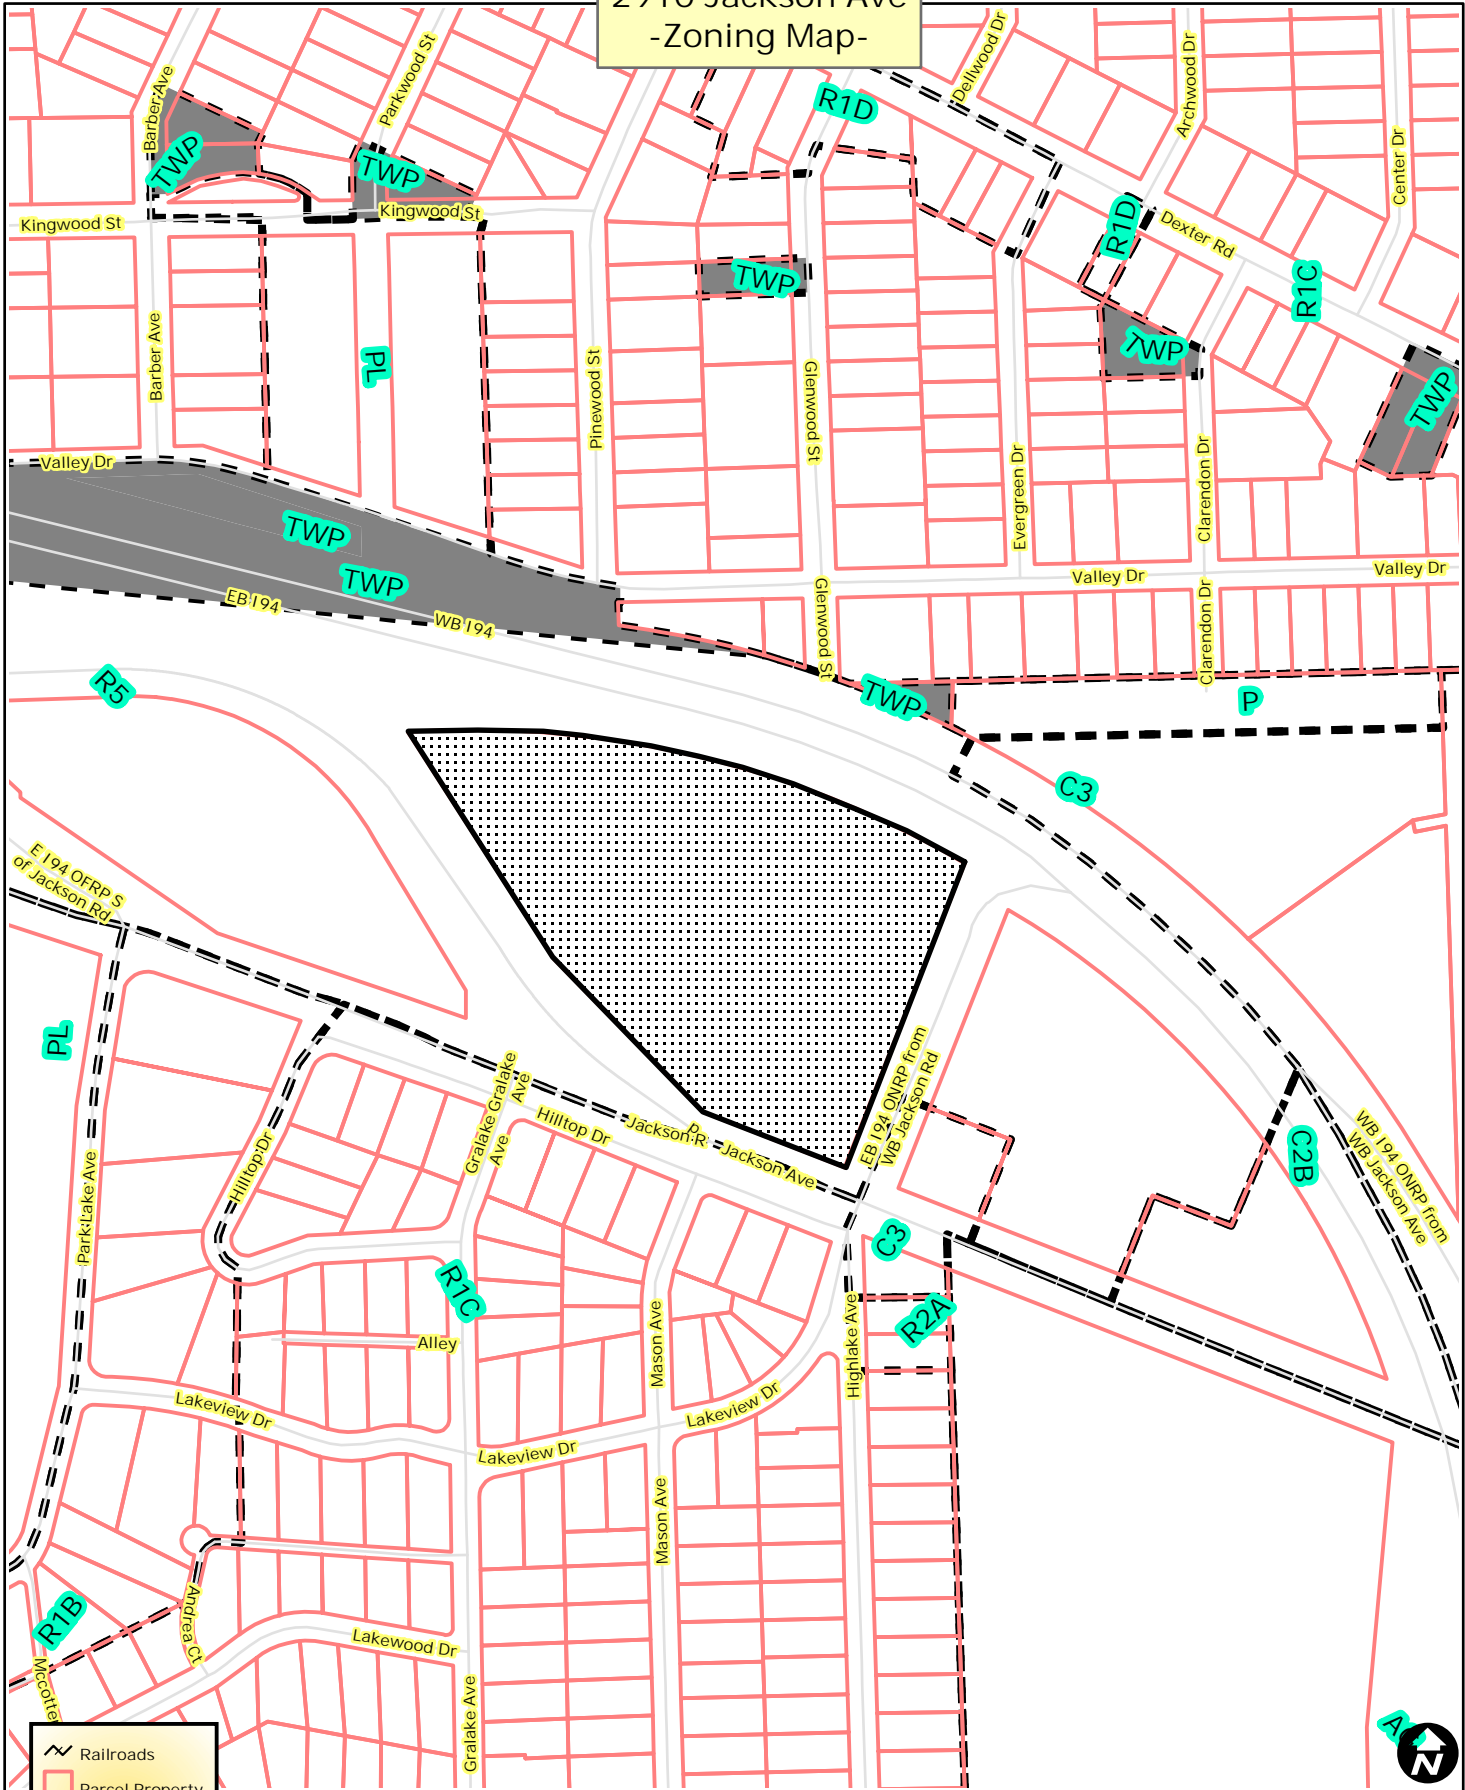 -Zoning Map-
Barber Ave
Parkwood St
Dellwood Dr
Archwood Dr
Center Dr
R1D
TWP
TWP
Kingwood St
Kingwood St
R1D
Dexter Rd
R1C
TWP
TWP
TWP
Barber Ave
PL
Pinewood St
Glenwood St
Evergreen Dr
Clarendon Dr
Valley Dr
TWP
TWP
EB I94
WB I94
Valley Dr
Valley Dr
Glenwood St
Clarendon Dr
R5
TWP
P
C3
E I94 OFRP S
of Jackson Rd
PL
Gralake
Ave
Gralake
Ave
Hilltop Dr
Jackson R
Jackson Ave
EB I94 ONRP from
WB Jackson Rd
C2B
WB I94 ONRP from
WB Jackson Ave
Hilltop Dr
Park Lake Ave
C3
R1C
R2A
Alley
Mason Ave
Highlake Ave
Lakeview Dr
Lakeview Dr
Lakeview Dr
Mason Ave
R1B
Andrea Ct
Lakewood Dr
Gralake Ave
Railroads
Parcel Property
N